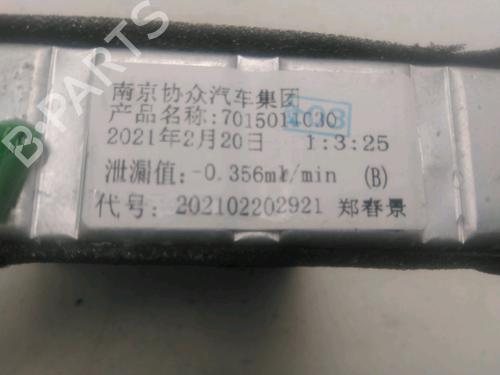 南京协众汽车集团
产品名称:7015011C30
2021年2月20日 1:3:25
泄漏值:-0.356ml/min (B)
代号: 202102202921 郑春景
B-PARTS